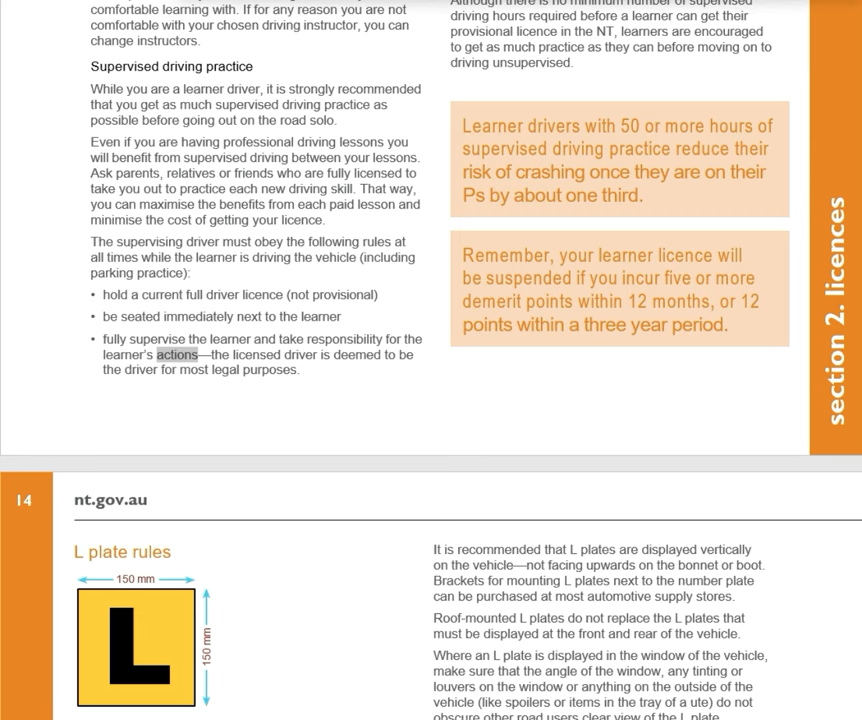 comfortable learning with. If for any reason you are not
comfortable with your chosen driving instructor, you can
change instructors.
Supervised driving practice
While you are a learner driver, it is strongly recommended
that you get as much supervised driving practice as
possible before going out on the road solo.
Even if you are having professional driving lessons you
will benefit from supervised driving between your lessons.
Ask parents, relatives or friends who are fully licensed to
take you out to practice each new driving skill. That way,
you can maximise the benefits from each paid lesson and
minimise the cost of getting your licence.
The supervising driver must obey the following rules at
all times while the learner is driving the vehicle (including
parking practice):
• hold a current full driver licence (not provisional)
• be seated immediately next to the learner
• fully supervise the learner and take responsibility for the
learner's actions—the licensed driver is deemed to be
the driver for most legal purposes.
Although there is no minimum number of supervised
driving hours required before a learner can get their
provisional licence in the NT, learners are encouraged
to get as much practice as they can before moving on to
driving unsupervised.
Learner drivers with 50 or more hours of
supervised driving practice reduce their
risk of crashing once they are on their
Ps by about one third.
Remember, your learner licence will
be suspended if you incur five or more
demerit points within 12 months, or 12
points within a three year period.
section 2. licences
14
nt.gov.au
L plate rules
150 mm
150 mm
L
It is recommended that L plates are displayed vertically
on the vehicle—not facing upwards on the bonnet or boot.
Brackets for mounting L plates next to the number plate
can be purchased at most automotive supply stores.
Roof-mounted L plates do not replace the L plates that
must be displayed at the front and rear of the vehicle.
Where an L plate is displayed in the window of the vehicle,
make sure that the angle of the window, any tinting or
louvers on the window or anything on the outside of the
vehicle (like spoilers or items in the tray of a ute) do not
obscure other road users clear view of the L plate